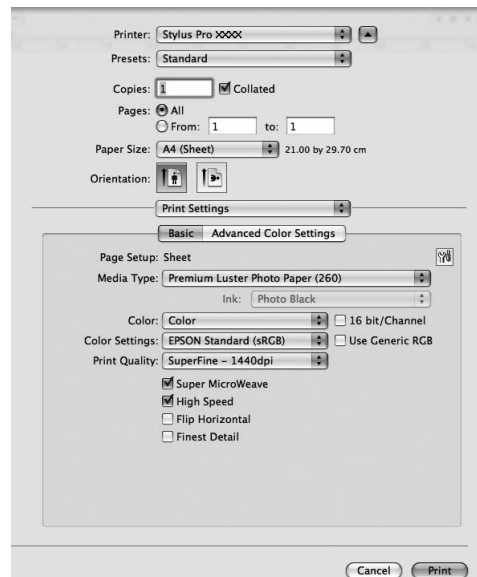 Printer: Stylus Pro XXXX
Presets: Standard
Copies: 1 Collated
Pages: All
From: 1 to: 1
Paper Size: A4 (Sheet) 21.00 by 29.70 cm
Orientation:
Print Settings
Basic Advanced Color Settings
Page Setup: Sheet
Media Type: Premium Luster Photo Paper (260)
Ink: Photo Black
Color: Color 16 bit/Channel
Color Settings: EPSON Standard (sRGB) Use Generic RGB
Print Quality: SuperFine – 1440dpi
Super MicroWeave
High Speed
Flip Horizontal
Finest Detail
Cancel Print